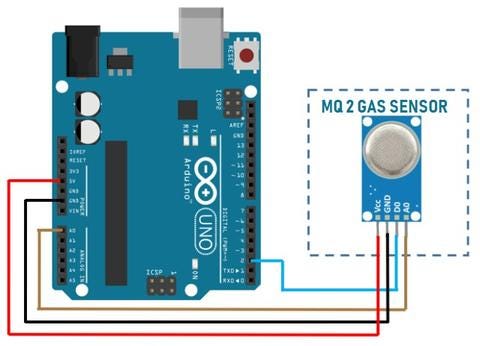 MQ 2 GAS SENSOR
Vcc
GND
D0
A0
RESET
ICSP2
AREF
GND
13
12
11
10
9
8
L
TX
RX
Arduino
UNO
ON
DIGITAL (PWM~)
7
6
5
4
3
2
TX 1
RX 0
ICSP
1
IOREF
RESET
3V3
5V
GND
GND
VIN
POWER
A0
A1
A2
A3
A4
A5
ANALOG IN